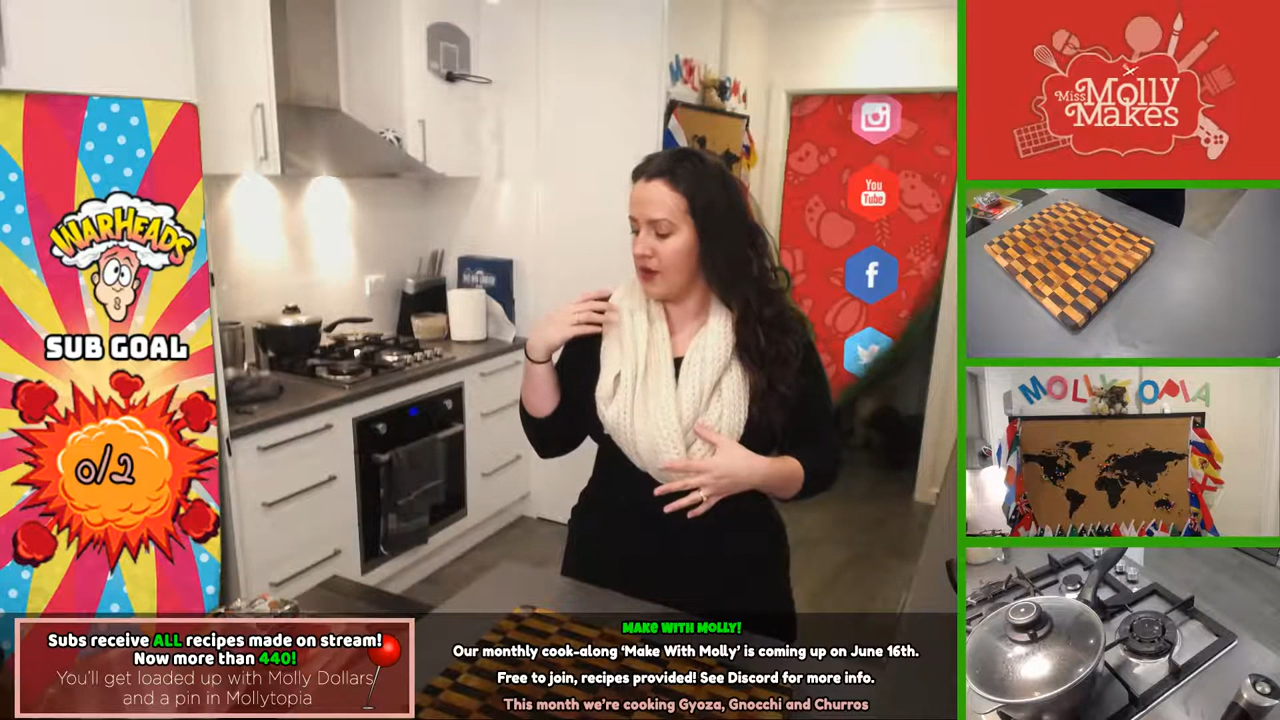 WARHEADS
SUB GOAL
0/2
MOLLYTOPIA
You
Tube
Miss Molly
Makes
MOLLYTOPIA
Subs receive ALL recipes made on stream!
Now more than 440!
You'll get loaded up with Molly Dollars
and a pin in Mollytopia
MAKE WITH MOLLY!
Our monthly cook-along 'Make With Molly' is coming up on June 16th.
Free to join, recipes provided! See Discord for more info.
This month we're cooking Gyoza, Gnocchi and Churros